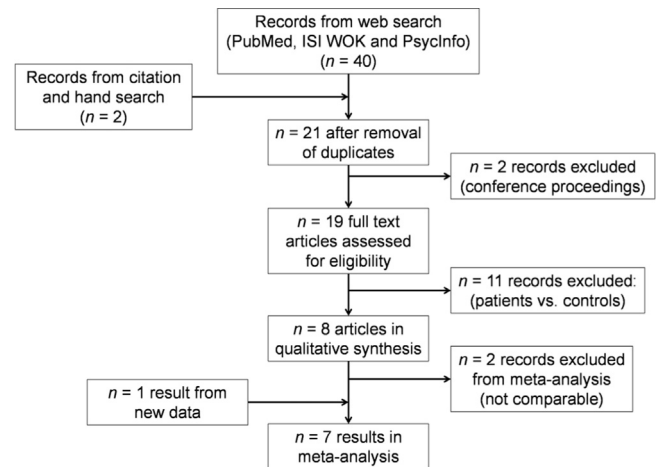 Records from web search
(PubMed, ISI WOK and PsycInfo)
(n = 40)
Records from citation
and hand search
(n = 2)
n = 21 after removal
of duplicates
n = 2 records excluded
(conference proceedings)
n = 19 full text
articles assessed
for eligibility
n = 11 records excluded:
(patients vs. controls)
n = 8 articles in
qualitative synthesis
n = 2 records excluded
from meta-analysis
(not comparable)
n = 1 result from
new data
n = 7 results in
meta-analysis